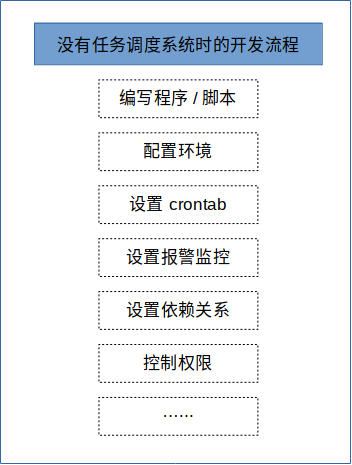 没有任务调度系统时的开发流程
编写程序 / 脚本
配置环境
设置 crontab
设置报警监控
设置依赖关系
控制权限
……